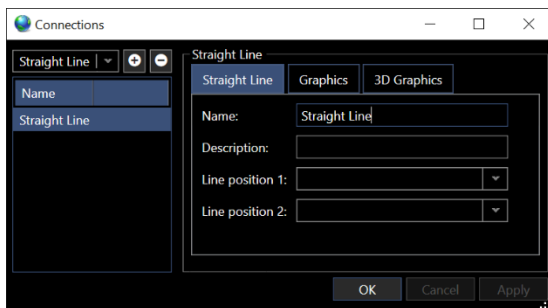 Connections
Straight Line
Name
Straight Line
Straight Line
Straight Line
Graphics
3D Graphics
Name:
Straight Line
Description:
Line position 1:
Line position 2:
OK
Cancel
Apply